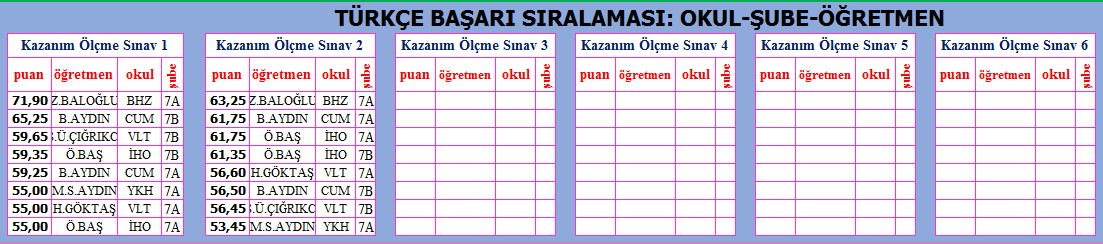 TÜRKÇE BAŞARI SIRALAMASI: OKUL-ŞUBE-ÖĞRETMEN
Kazanım Ölçme Sınav 1 Kazanım Ölçme Sınav 2 Kazanım Ölçme Sınav 3 Kazanım Ölçme Sınav 4 Kazanım Ölçme Sınav 5 Kazanım Ölçme Sınav 6
puan öğretmen okul şube puan öğretmen okul şube puan öğretmen okul şube puan öğretmen okul şube puan öğretmen okul şube puan öğretmen okul şube
71,90 Z.BALOĞLU BHZ 7A 63,25 Z.BALOĞLU BHZ 7A
65,25 B.AYDIN CUM 7B 61,75 B.AYDIN CUM 7A
59,65 .Ü.ÇIĞRIKO VLT 7B 61,75 Ö.BAŞ İHO 7A
59,35 Ö.BAŞ İHO 7B 61,35 Ö.BAŞ İHO 7B
59,25 B.AYDIN CUM 7A 56,60 H.GÖKTAŞ VLT 7A
55,00 M.S.AYDIN YKH 7A 56,50 B.AYDIN CUM 7B
55,00 H.GÖKTAŞ VLT 7A 56,45 .Ü.ÇIĞRIKO VLT 7B
55,00 Ö.BAŞ İHO 7A 53,45 M.S.AYDIN YKH 7A